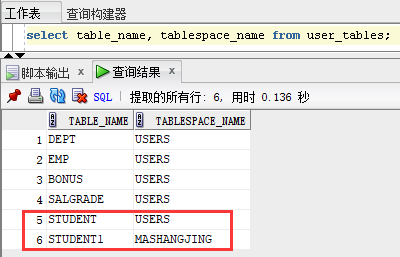 工作表 查询构建器
select table_name, tablespace_name from user_tables;
脚本输出 × 查询结果 ×
SQL | 提取的所有行: 6, 用时 0.136 秒
TABLE_NAME TABLESPACE_NAME
1 DEPT USERS
2 EMP USERS
3 BONUS USERS
4 SALGRADE USERS
5 STUDENT USERS
6 STUDENT1 MASHANGJING